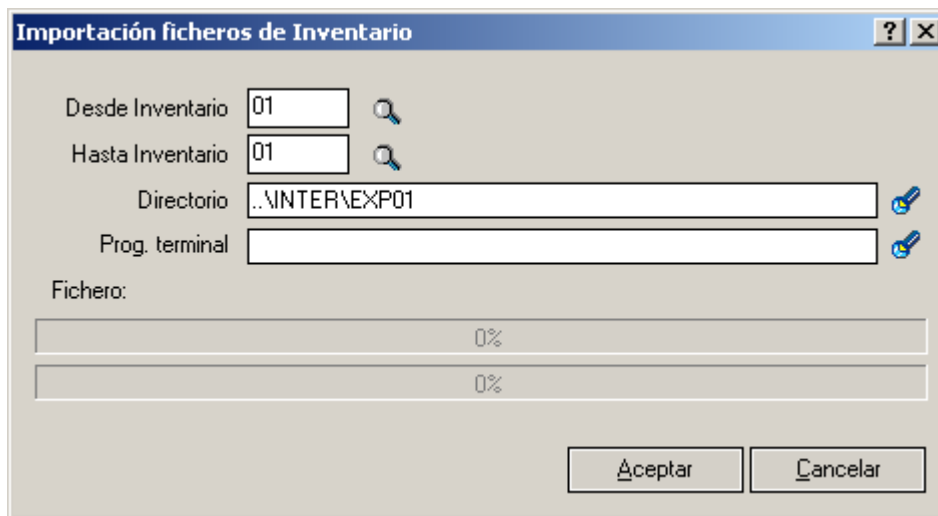 Importación ficheros de Inventario
Desde Inventario 01
Hasta Inventario 01
Directorio ..\INTER\EXP01
Prog. terminal
Fichero:
0%
0%
Aceptar Cancelar